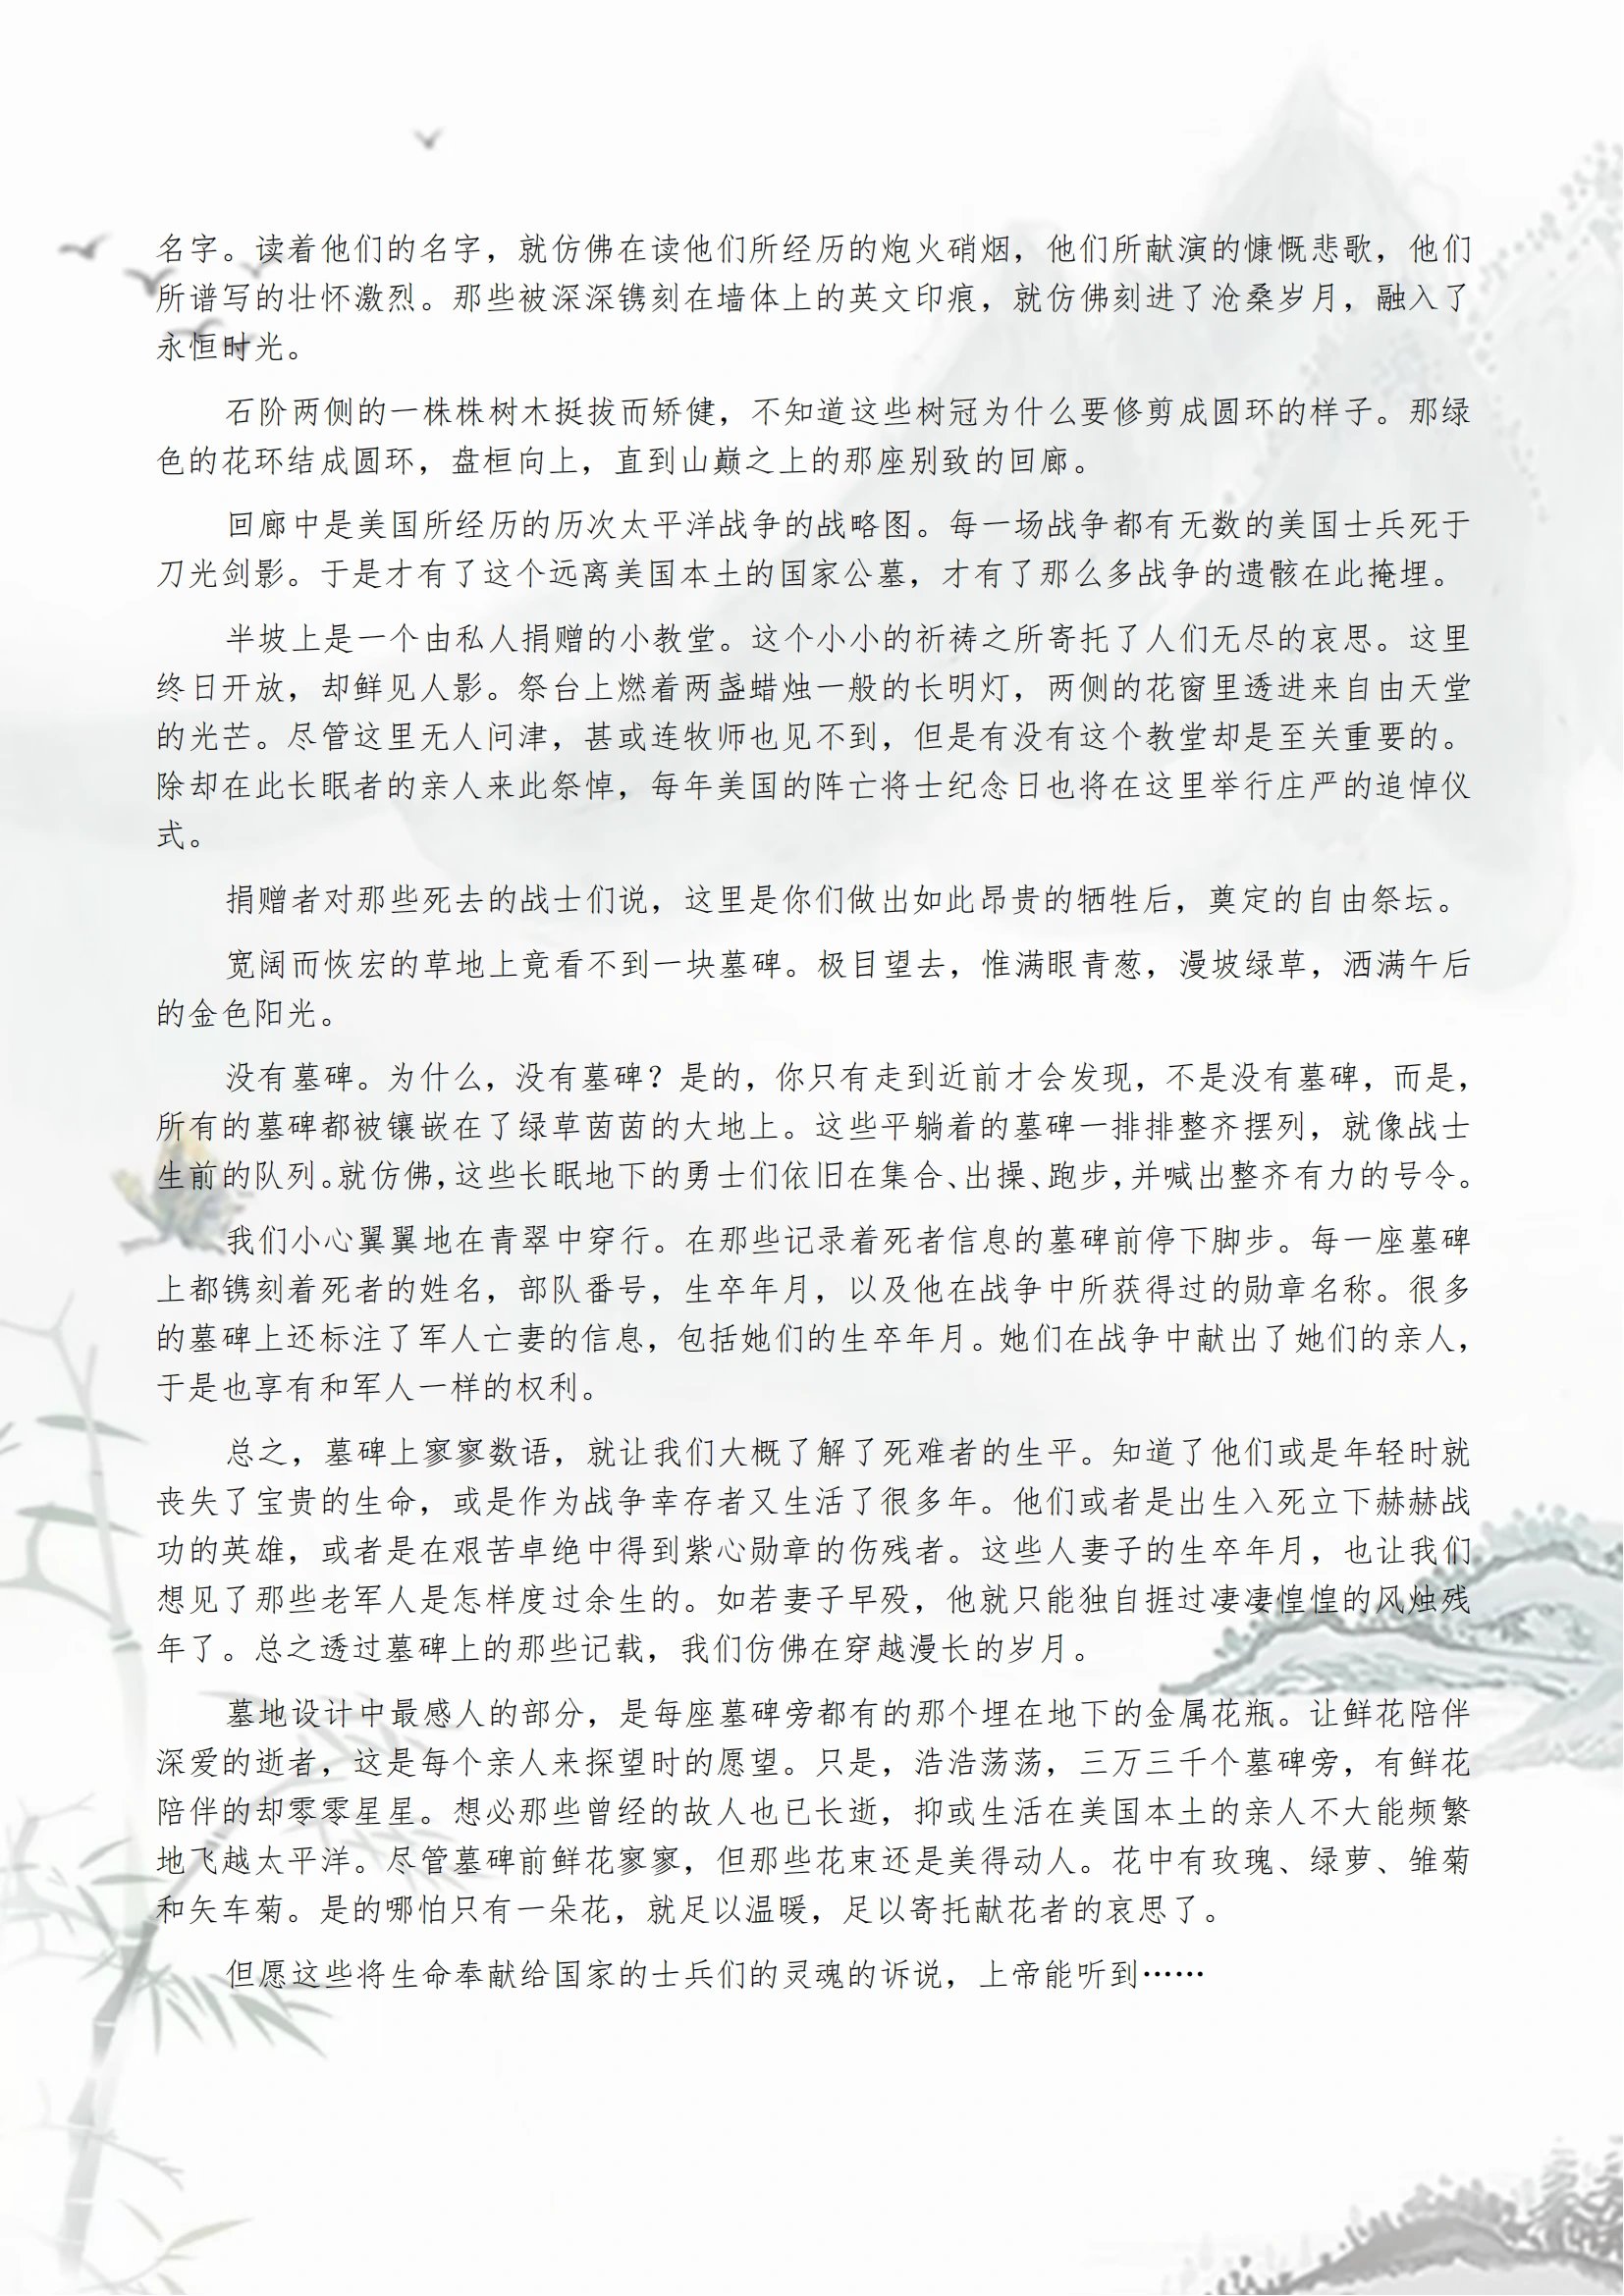 名字。读着他们的名字，就仿佛在读他们所经历的炮火硝烟，他们所献演的慷慨悲歌，他们
所谱写的壮怀激烈。那些被深深镌刻在墙体上的英文印痕，就仿佛刻进了沧桑岁月，融入了
永恒时光。
石阶两侧的一株株树木挺拔而矫健，不知道这些树冠为什么要修剪成圆环的样子。那绿
色的花环结成圆环，盘桓向上，直到山巅之上的那座别致的回廊。
回廊中是美国所经历的历次太平洋战争的战略图。每一场战争都有无数的美国士兵死于
刀光剑影。于是才有了这个远离美国本土的国家公墓，才有了那么多战争的遗骸在此掩埋。
半坡上是一个由私人捐赠的小教堂。这个小小的祈祷之所寄托了人们无尽的哀思。这里
终日开放，却鲜见人影。祭台上燃着两盏蜡烛一般的长明灯，两侧的花窗里透进来自由天堂
的光芒。尽管这里无人问津，甚或连牧师也见不到，但是有没有这个教堂却是至关重要的。
除却在此长眠者的亲人来此祭悼，每年美国的阵亡将士纪念日也将在这里举行庄严的追悼仪
式。
捐赠者对那些死去的战士们说，这里是你们做出如此昂贵的牺牲后，奠定的自由祭坛。
宽阔而恢宏的草地上竟看不到一块墓碑。极目望去，惟满眼青葱，漫坡绿草，洒满午后
的金色阳光。
没有墓碑。为什么，没有墓碑？是的，你只有走到近前才会发现，不是没有墓碑，而是，
所有的墓碑都被镶嵌在了绿草茵茵的大地上。这些平躺着的墓碑一排排整齐摆列，就像战士
生前的队列。就仿佛，这些长眠地下的勇士们依旧在集合、出操、跑步，并喊出整齐有力的号令。
我们小心翼翼地在青翠中穿行。在那些记录着死者信息的墓碑前停下脚步。每一座墓碑
上都镌刻着死者的姓名，部队番号，生卒年月，以及他在战争中所获得过的勋章名称。很多
的墓碑上还标注了军人亡妻的信息，包括她们的生卒年月。她们在战争中献出了她们的亲人，
于是也享有和军人一样的权利。
总之，墓碑上寥寥数语，就让我们大概了解了死难者的生平。知道了他们或是年轻时就
丧失了宝贵的生命，或是作为战争幸存者又生活了很多年。他们或者是出生入死立下赫赫战
功的英雄，或者是在艰苦卓绝中得到紫心勋章的伤残者。这些人妻子的生卒年月，也让我们
想见了那些老军人是怎样度过余生的。如若妻子早殁，他就只能独自捱过凄凄惶惶的风烛残
年了。总之透过墓碑上的那些记载，我们仿佛在穿越漫长的岁月。
墓地设计中最感人的部分，是每座墓碑旁都有的那个埋在地下的金属花瓶。让鲜花陪伴
深爱的逝者，这是每个亲人来探望时的愿望。只是，浩浩荡荡，三万三千个墓碑旁，有鲜花
陪伴的却零零星星。想必那些曾经的故人也已长逝，抑或生活在美国本土的亲人不大能频繁
地飞越太平洋。尽管墓碑前鲜花寥寥，但那些花束还是美得动人。花中有玫瑰、绿萝、雏菊
和矢车菊。是的哪怕只有一朵花，就足以温暖，足以寄托献花者的哀思了。
但愿这些将生命奉献给国家的士兵们的灵魂的诉说，上帝能听到……